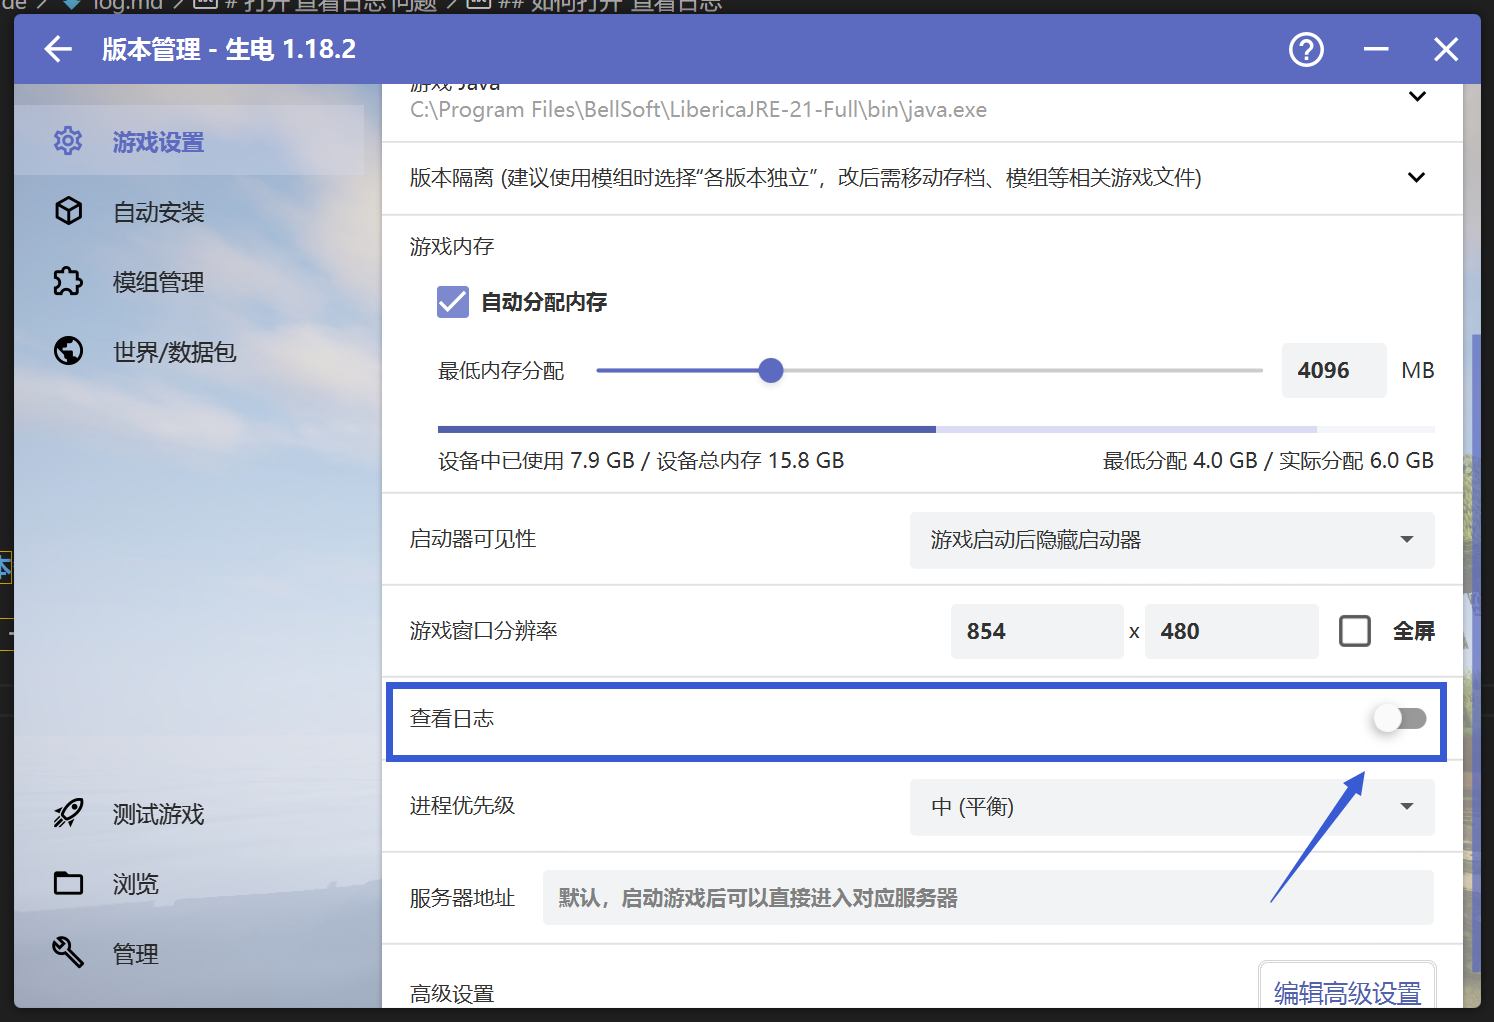 de > log.md > # 打开 查看日志 问题 > ## 如何打开 查看日志
版本管理 - 生电 1.18.2
游戏 Java
C:\Program Files\BellSoft\LibericaJRE-21-Full\bin\java.exe
游戏设置
版本隔离 (建议使用模组时选择“各版本独立”，改后需移动存档、模组等相关游戏文件)
自动安装
游戏内存
模组管理
自动分配内存
世界/数据包
最低内存分配 4096 MB
设备中已使用 7.9 GB / 设备总内存 15.8 GB 最低分配 4.0 GB / 实际分配 6.0 GB
启动器可见性 游戏启动后隐藏启动器
本
游戏窗口分辨率 854 x 480 全屏
查看日志
进程优先级 中 (平衡)
测试游戏
浏览
服务器地址 默认，启动游戏后可以直接进入对应服务器
管理
高级设置 编辑高级设置